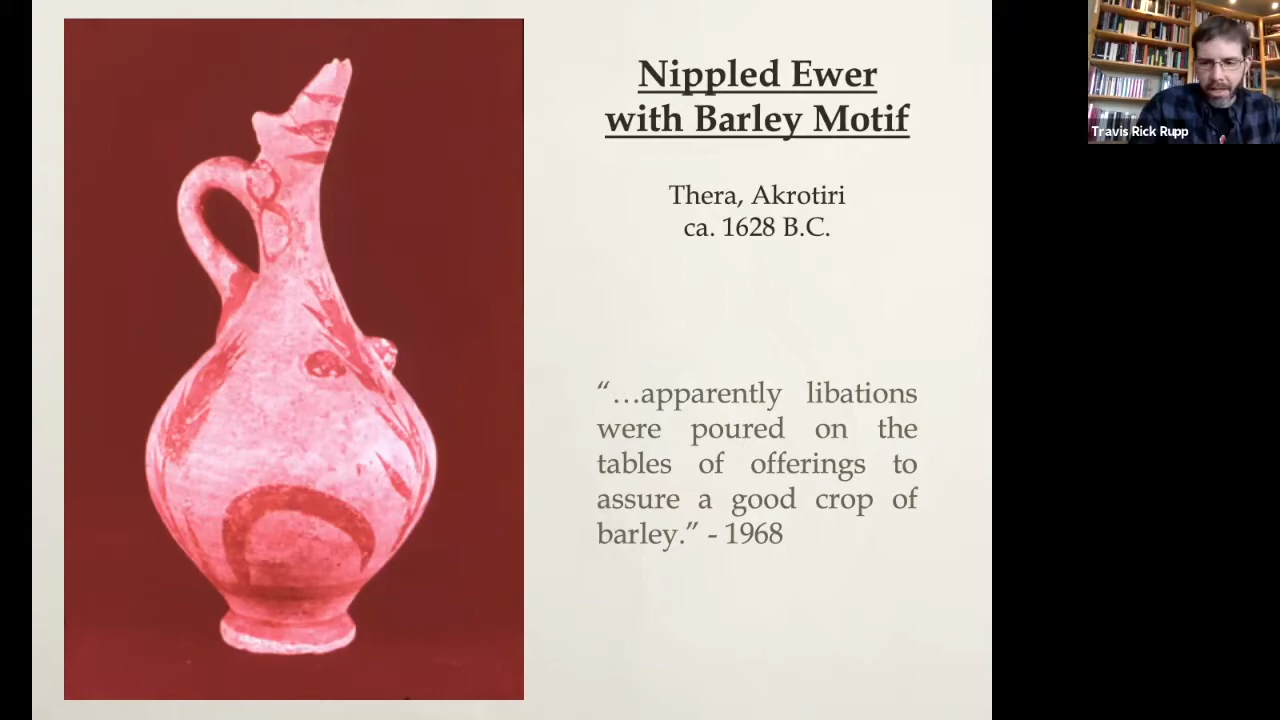 Nippled Ewer
with Barley Motif
Thera, Akrotiri
ca. 1628 B.C.
“…apparently libations
were poured on the
tables of offerings to
assure a good crop of
barley.” - 1968
Travis Rick Rupp